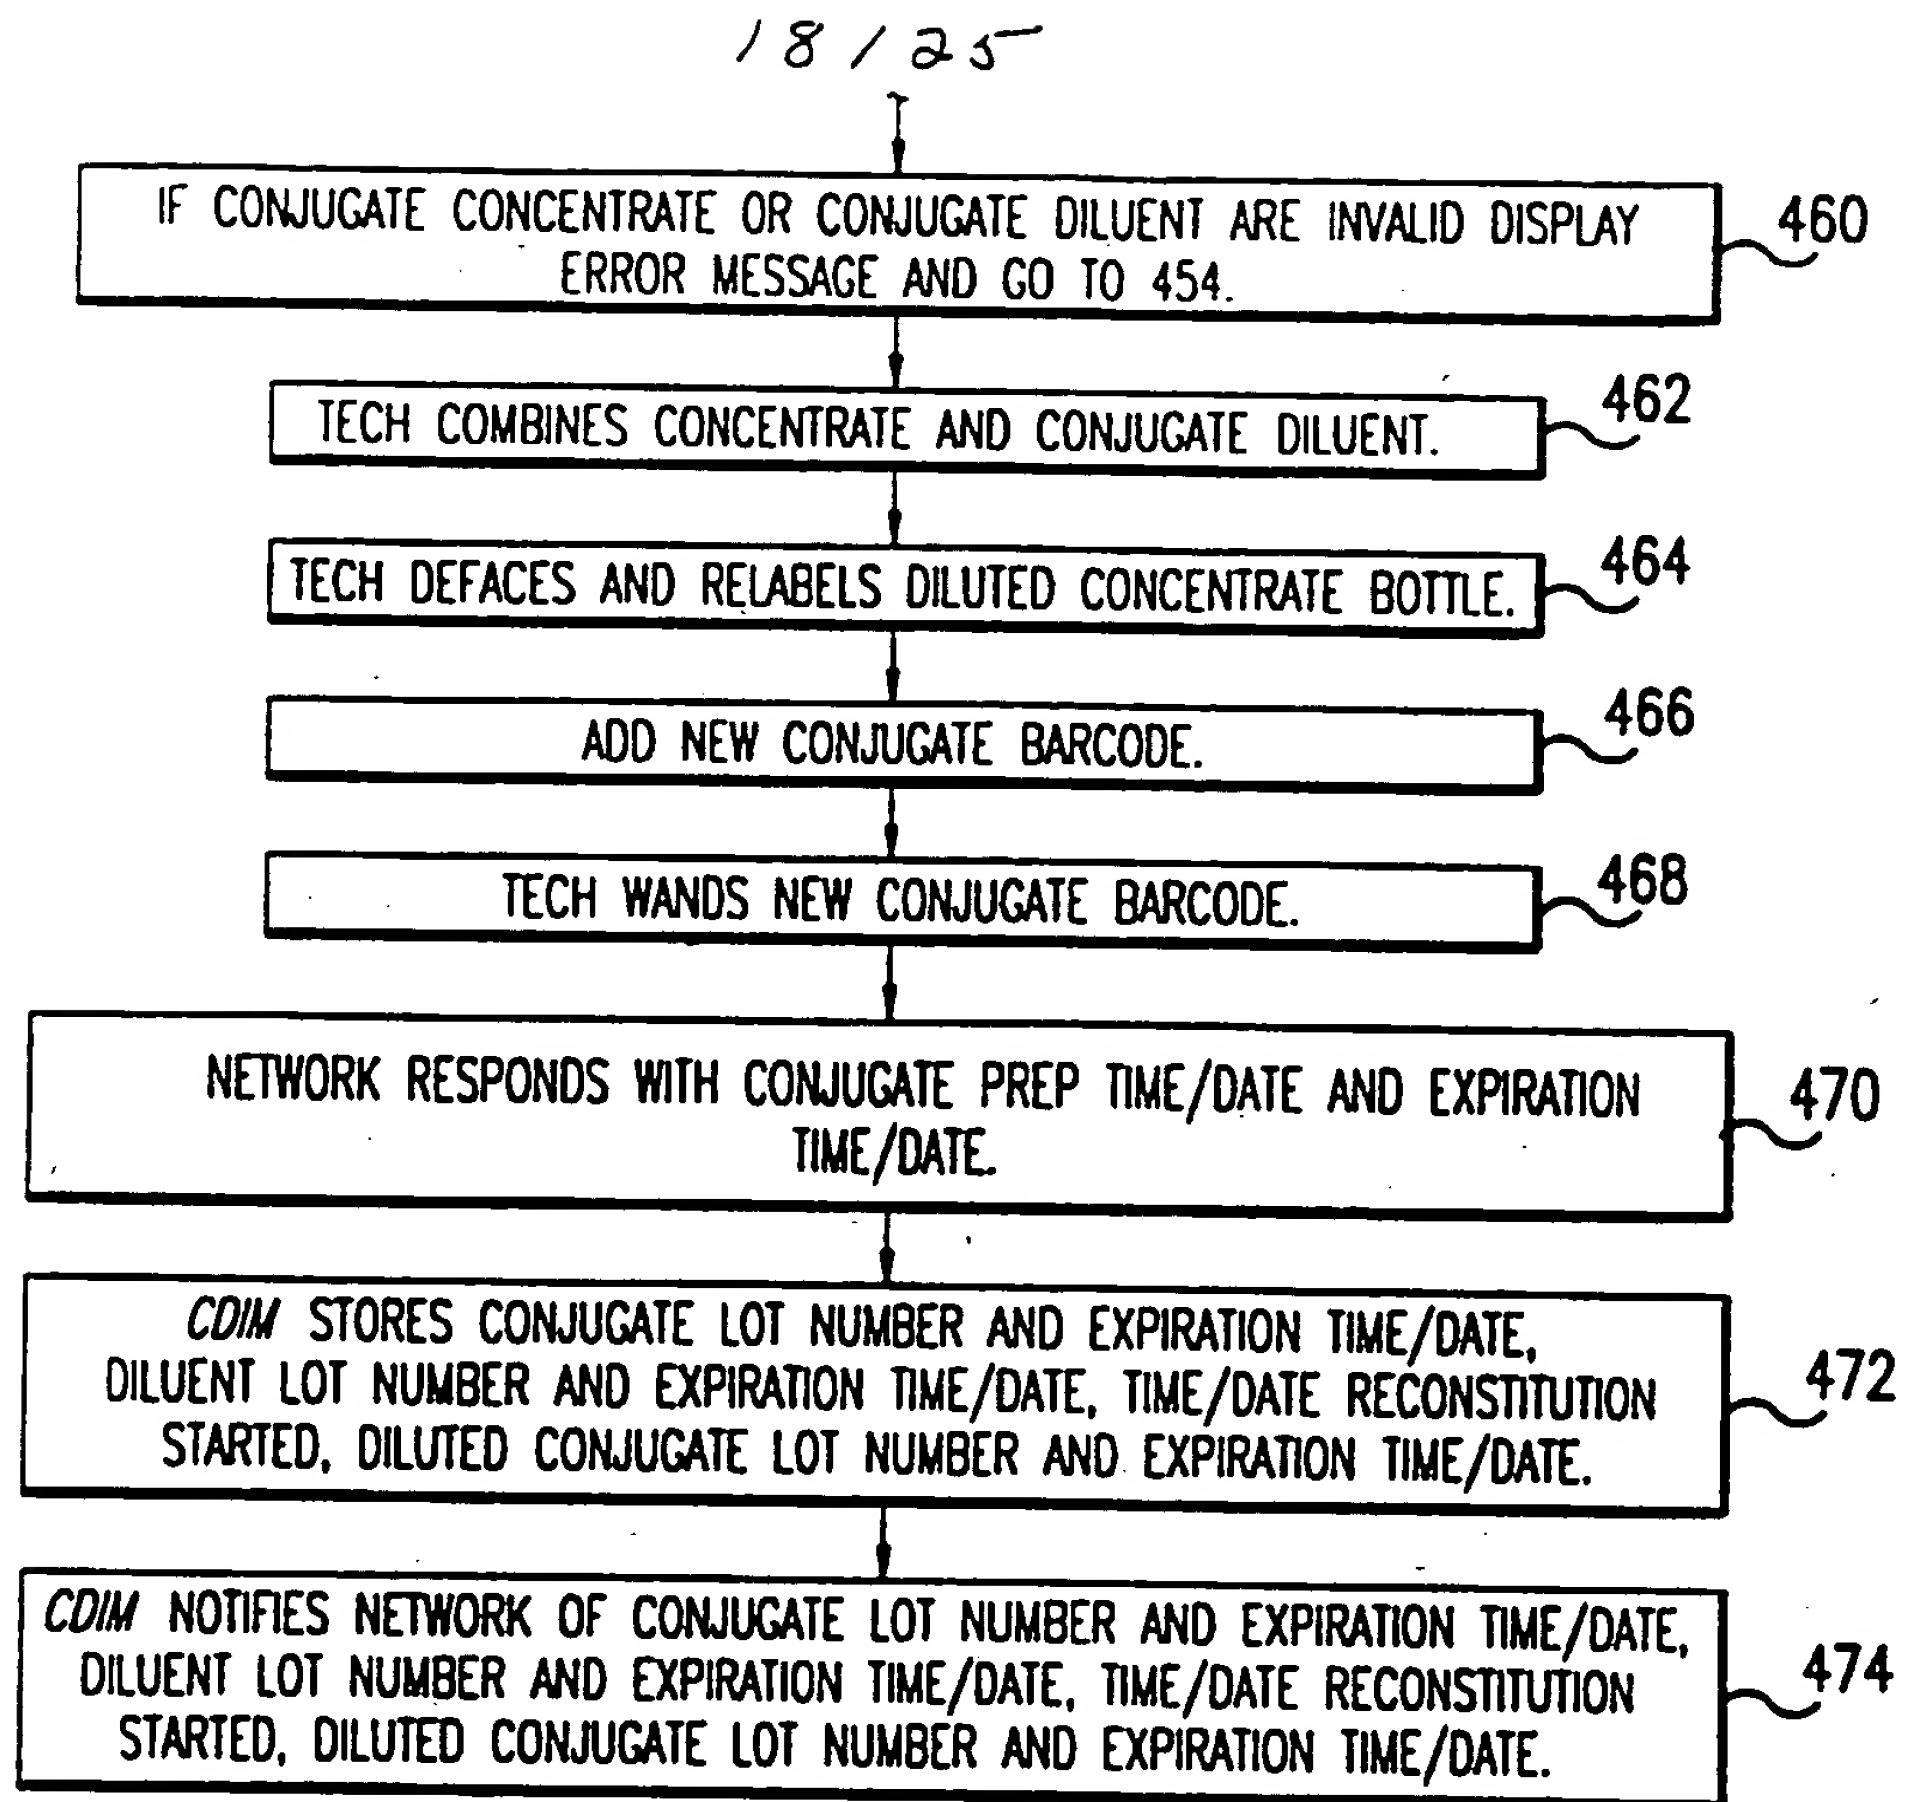 18/25
IF CONJUGATE CONCENTRATE OR CONJUGATE DILUENT ARE INVALID DISPLAY
ERROR MESSAGE AND GO TO 454.
460
TECH COMBINES CONCENTRATE AND CONJUGATE DILUENT.
462
TECH DEFACES AND RELABELS DILUTED CONCENTRATE BOTTLE.
464
ADD NEW CONJUGATE BARCODE.
466
TECH WANDS NEW CONJUGATE BARCODE.
468
NETWORK RESPONDS WITH CONJUGATE PREP TIME/DATE AND EXPIRATION
TIME/DATE.
470
CDIM STORES CONJUGATE LOT NUMBER AND EXPIRATION TIME/DATE,
DILUENT LOT NUMBER AND EXPIRATION TIME/DATE, TIME/DATE RECONSTITUTION
STARTED, DILUTED CONJUGATE LOT NUMBER AND EXPIRATION TIME/DATE.
472
CDIM NOTIFIES NETWORK OF CONJUGATE LOT NUMBER AND EXPIRATION TIME/DATE,
DILUENT LOT NUMBER AND EXPIRATION TIME/DATE, TIME/DATE RECONSTITUTION
STARTED, DILUTED CONJUGATE LOT NUMBER AND EXPIRATION TIME/DATE.
474